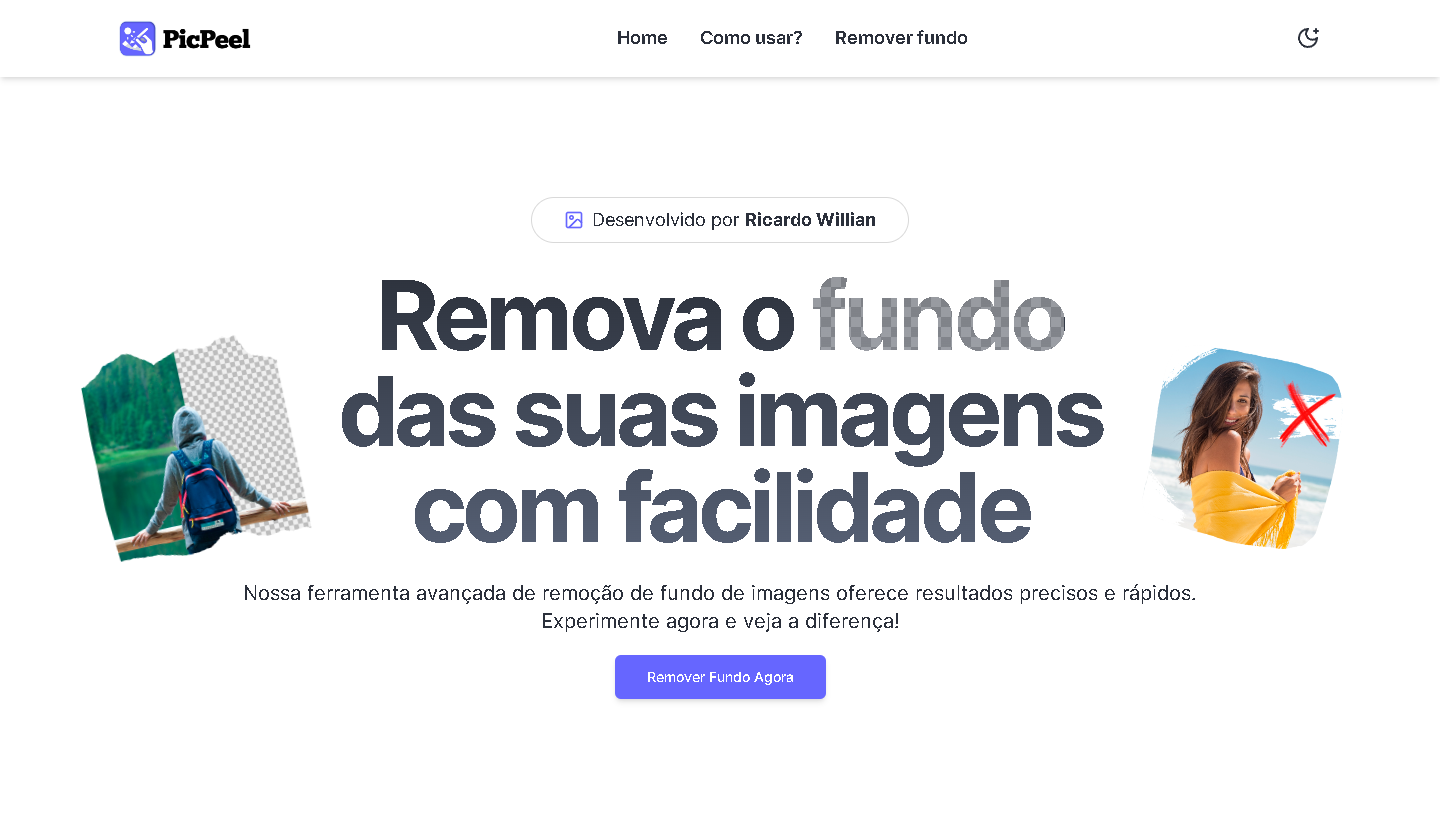 PicPeel
Home
Como usar?
Remover fundo
Desenvolvido por Ricardo Willian
Remova o fundo
das suas imagens
com facilidade
Nossa ferramenta avançada de remoção de fundo de imagens oferece resultados precisos e rápidos.
Experimente agora e veja a diferença!
Remover Fundo Agora